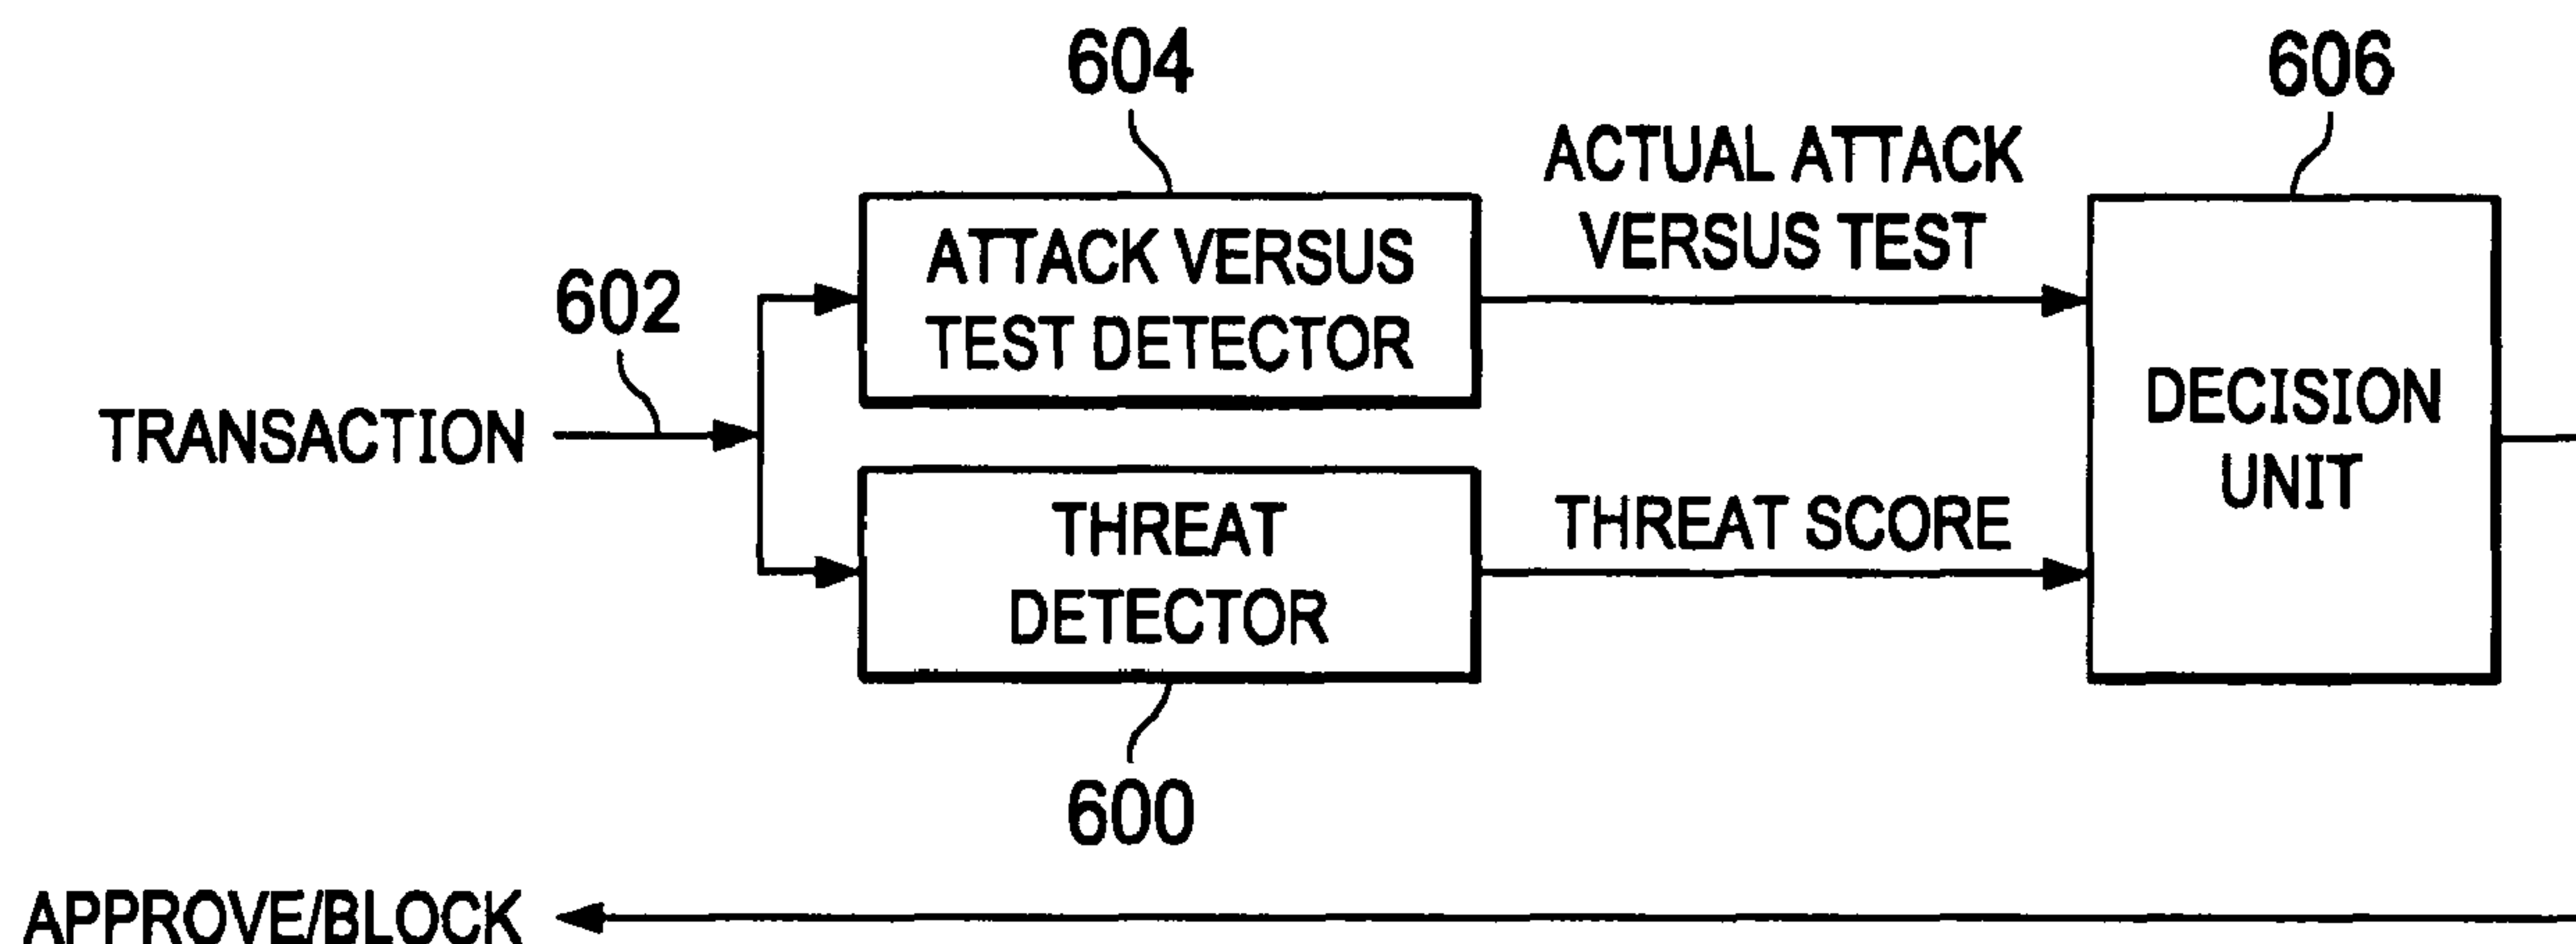 604
606
ACTUAL ATTACK
VERSUS TEST
602
ATTACK VERSUS
TEST DETECTOR
TRANSACTION
DECISION
UNIT
THREAT
DETECTOR
THREAT SCORE
600
APPROVE/BLOCK